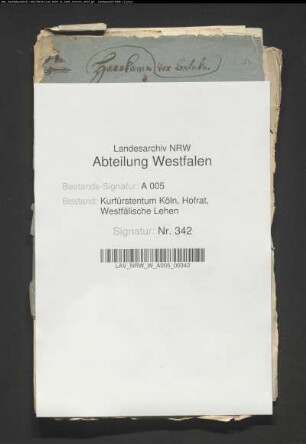 Landesarchiv NRW
Abteilung Westfalen
Bestands-Signatur: A 005
Bestand: Kurfürstentum Köln, Hofrat,
Westfälische Lehen
Signatur: Nr. 342
LAV_NRW_W_A005_00342